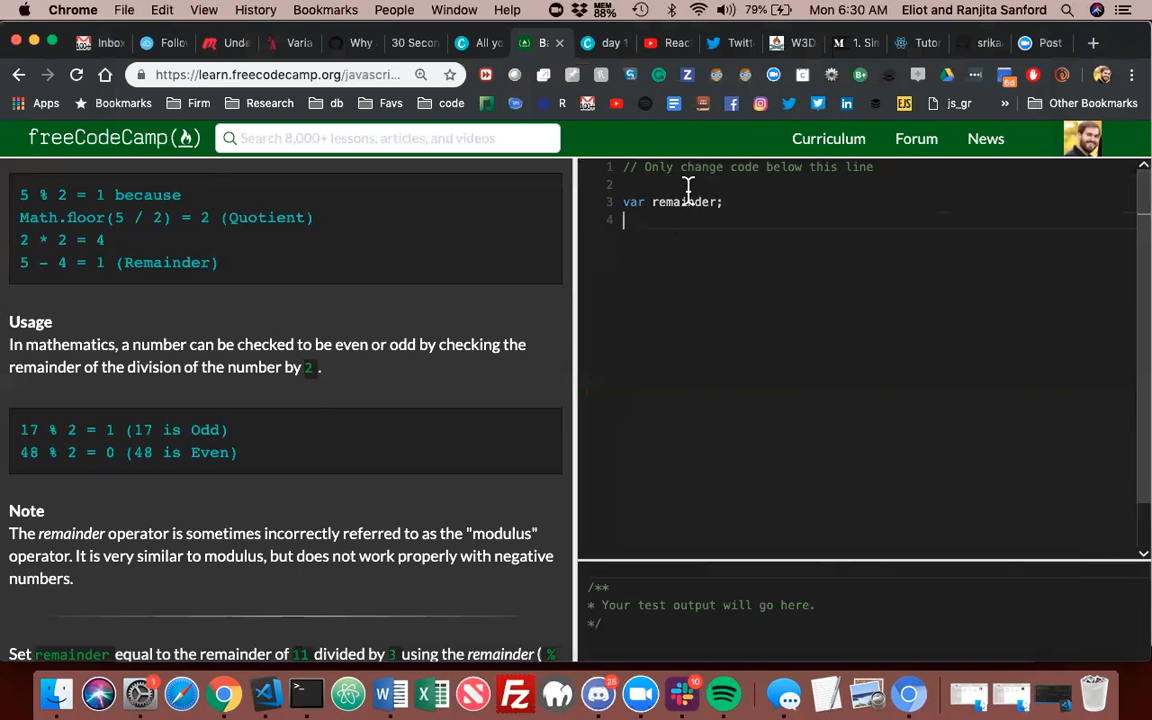 Chrome File Edit View History Bookmarks People Window Help MEM 88% 79% Mon 6:30 AM Eliot and Ranjita Sanford
Inbox Follow Unde Varia Why 30 Secon All yo Ba day 1 Reac Twitt W3D 1. Sin Tutor srika Post
https://learn.freecodecamp.org/javascri...
Apps Bookmarks Firm Research db Favs code R js_gr » Other Bookmarks
freeCodeCamp Search 8,000+ lessons, articles, and videos Curriculum Forum News
5 % 2 = 1 because
Math.floor(5 / 2) = 2 (Quotient)
2 * 2 = 4
5 - 4 = 1 (Remainder)
Usage
In mathematics, a number can be checked to be even or odd by checking the
remainder of the division of the number by 2 .
17 % 2 = 1 (17 is Odd)
48 % 2 = 0 (48 is Even)
Note
The remainder operator is sometimes incorrectly referred to as the "modulus"
operator. It is very similar to modulus, but does not work properly with negative
numbers.
Set remainder equal to the remainder of 11 divided by 3 using the remainder ( %
1 // Only change code below this line
2
3 var remainder;
4
/**
* Your test output will go here.
*/